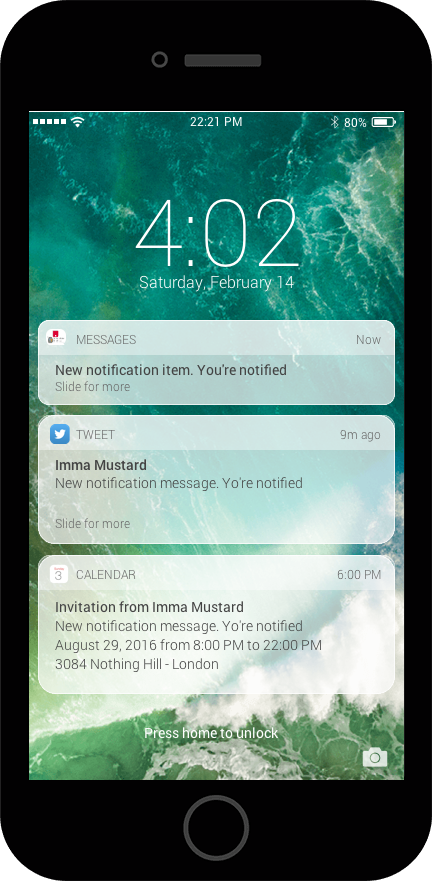 22:21 PM
80%
4:02
Saturday, February 14
MESSAGES Now
New notification item. You're notified
Slide for more
TWEET 9m ago
Imma Mustard
New notification message. Yo're notified
Slide for more
3 CALENDAR 6:00 PM
Invitation from Imma Mustard
New notification message. Yo're notified
August 29, 2016 from 8:00 PM to 22:00 PM
3084 Nothing Hill - London
Press home to unlock